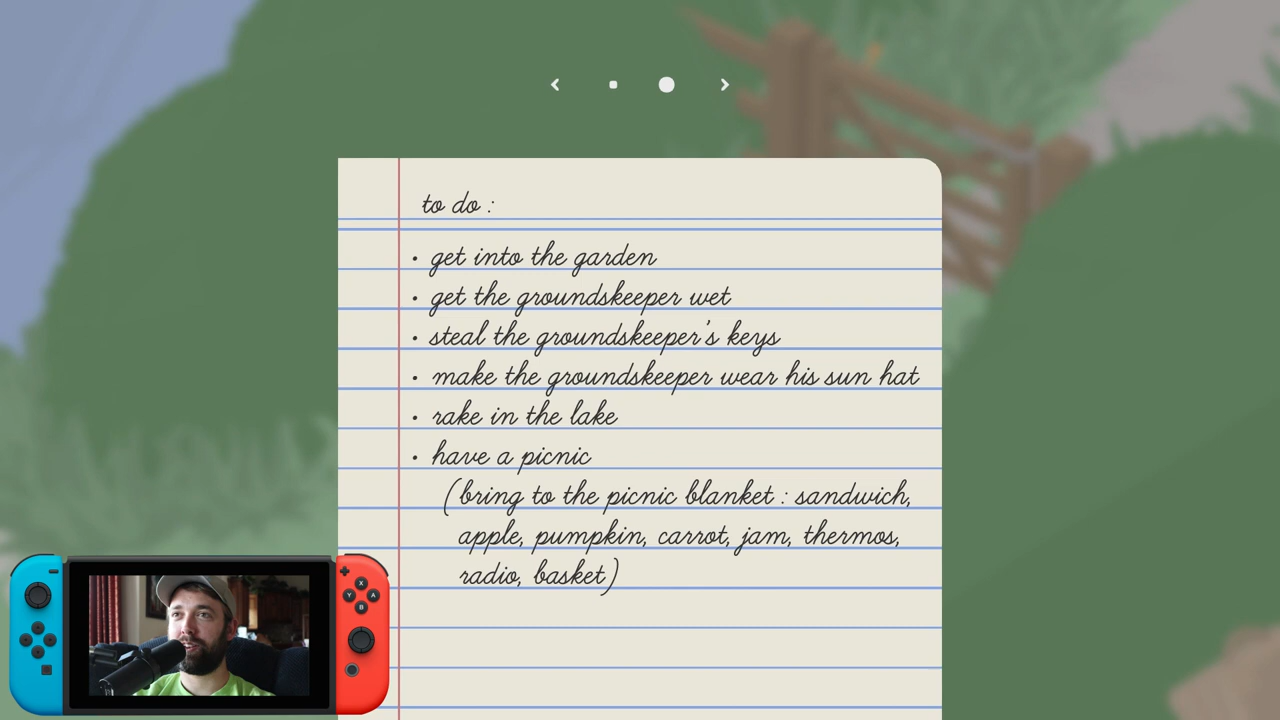 to do :
• get into the garden
• get the groundskeeper wet
• steal the groundskeeper's keys
• make the groundskeeper wear his sun hat
• rake in the lake
• have a picnic
(bring to the picnic blanket : sandwich,
apple, pumpkin, carrot, jam, thermos,
radio, basket)
X
Y A
B